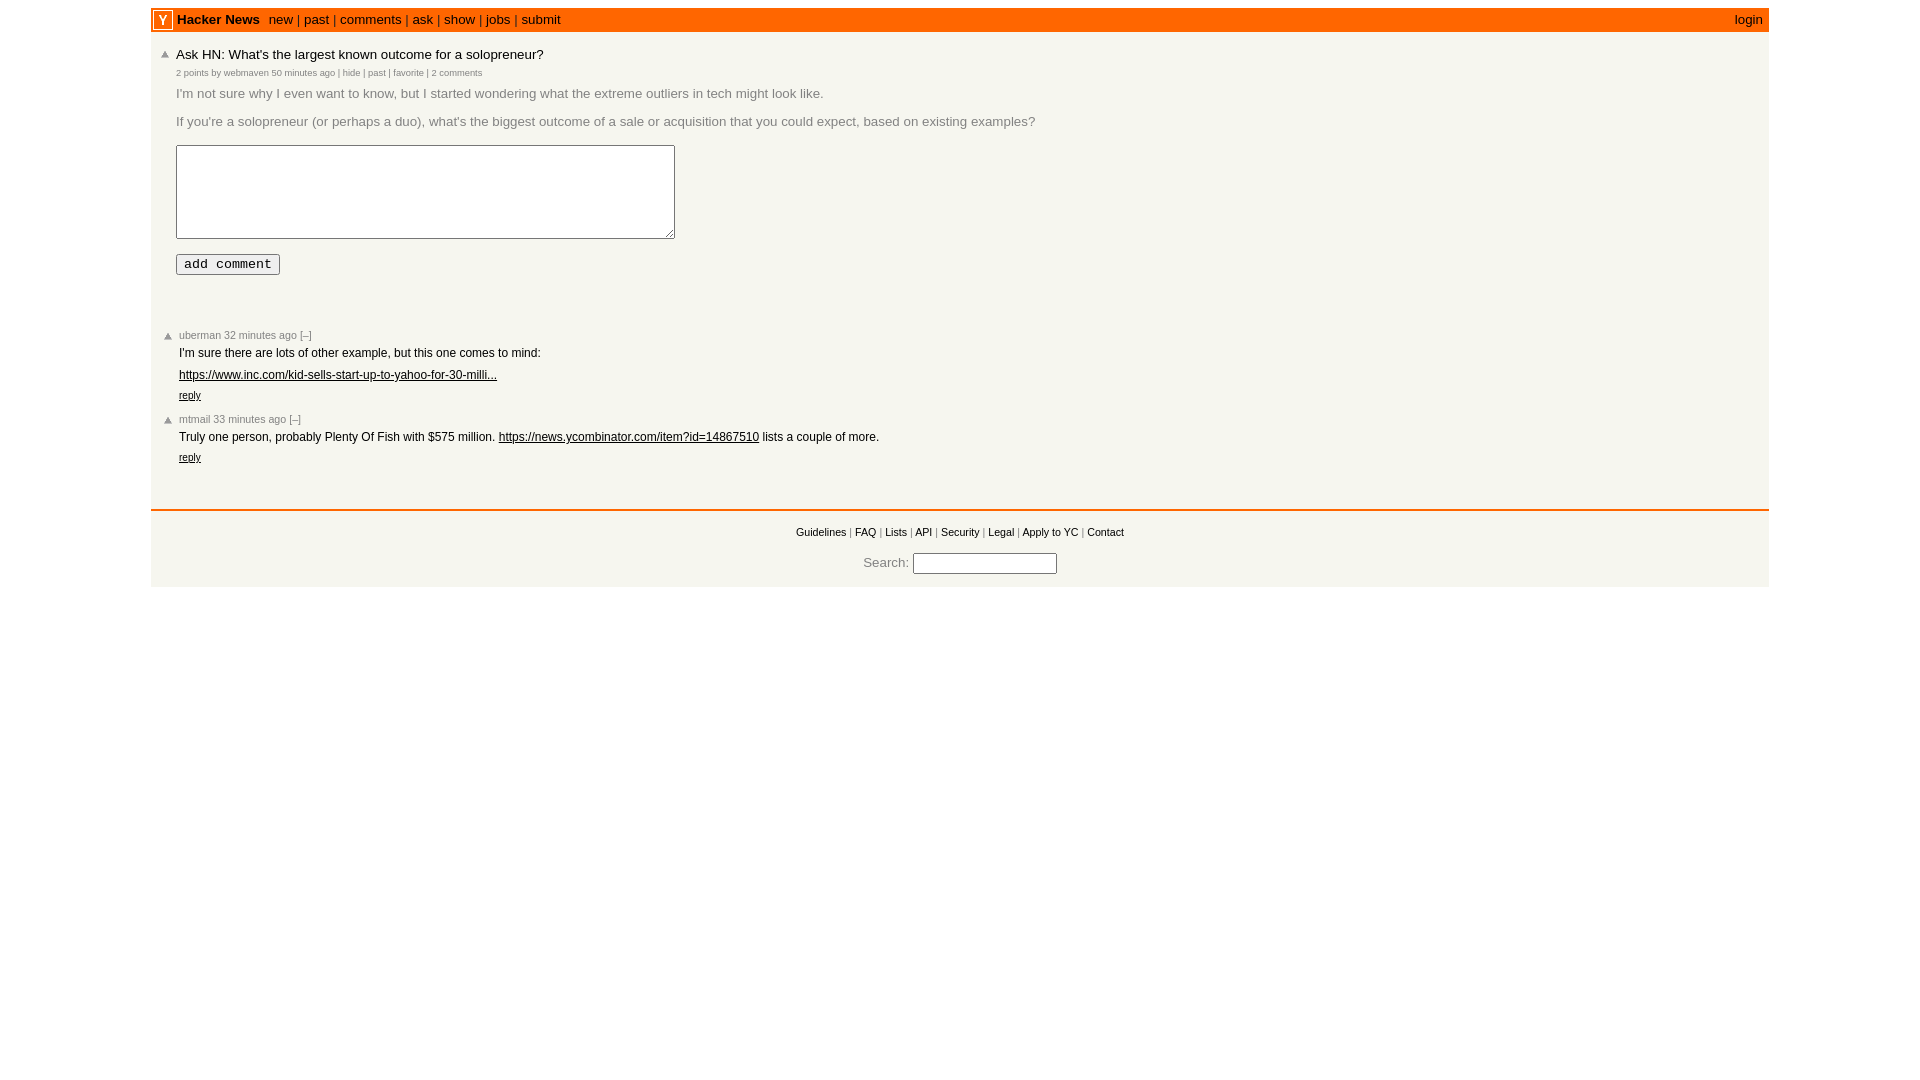 Y Hacker News new | past | comments | ask | show | jobs | submit login
Ask HN: What's the largest known outcome for a solopreneur?
2 points by webmaven 50 minutes ago | hide | past | favorite | 2 comments
I'm not sure why I even want to know, but I started wondering what the extreme outliers in tech might look like.
If you're a solopreneur (or perhaps a duo), what's the biggest outcome of a sale or acquisition that you could expect, based on existing examples?
add comment
uberman 32 minutes ago [–]
I'm sure there are lots of other example, but this one comes to mind:
https://www.inc.com/kid-sells-start-up-to-yahoo-for-30-milli...
reply
mtmail 33 minutes ago [–]
Truly one person, probably Plenty Of Fish with $575 million. https://news.ycombinator.com/item?id=14867510 lists a couple of more.
reply
Guidelines | FAQ | Lists | API | Security | Legal | Apply to YC | Contact
Search: